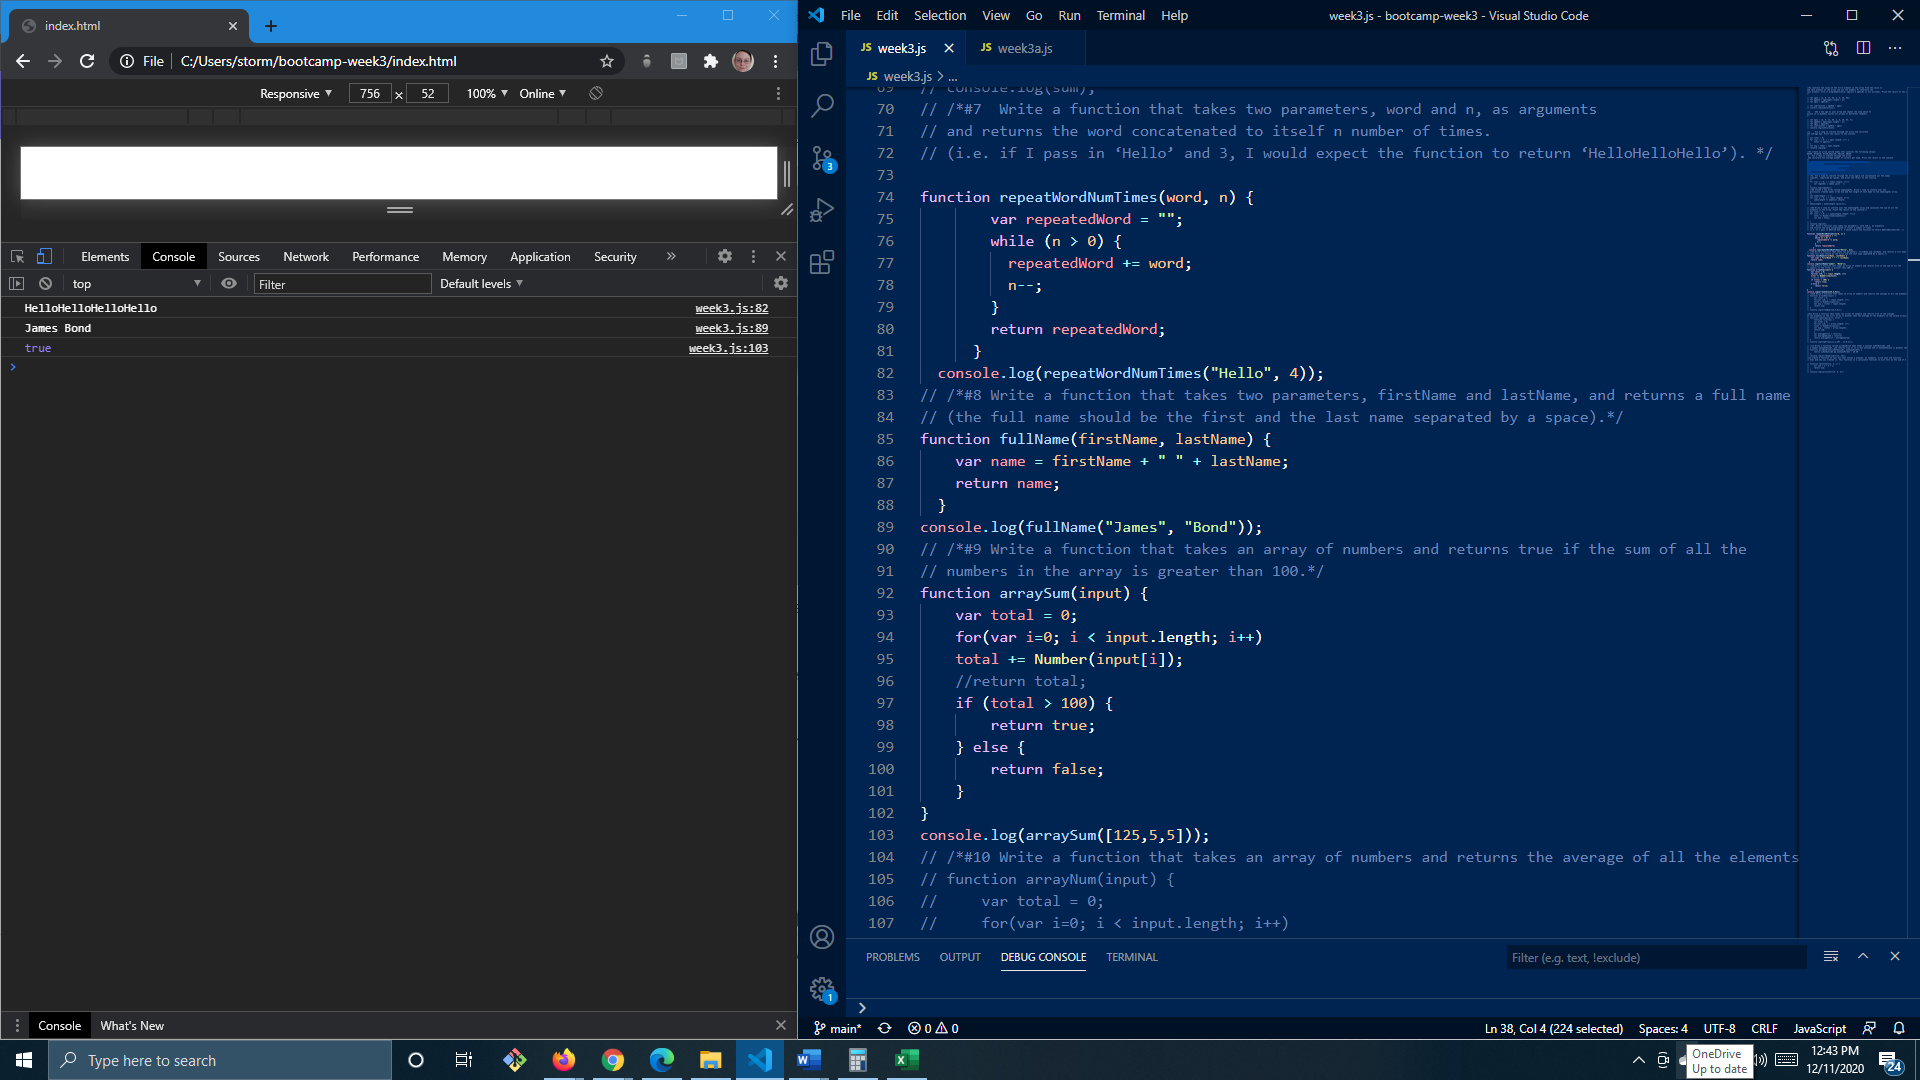 index.html
File
C:/Users/storm/bootcamp-week3/index.html
Responsive
756
×
52
100%
Online
Elements
Console
Sources
Network
Performance
Memory
Application
Security
»
top
Filter
Default levels
HelloHelloHelloHello
week3.js:82
James Bond
week3.js:89
true
week3.js:103
Console
What's New
File
Edit
Selection
View
Go
Run
Terminal
Help
week3.js - bootcamp-week3 - Visual Studio Code
JS week3.js
JS week3a.js
JS week3.js > ...
3
69 // console.log(sum);
70 // /*#7  Write a function that takes two parameters, word and n, as arguments
71 // and returns the word concatenated to itself n number of times.
72 // (i.e. if I pass in ‘Hello’ and 3, I would expect the function to return ‘HelloHelloHello’). */
73
74 function repeatWordNumTimes(word, n) {
75         var repeatedWord = "";
76         while (n > 0) {
77           repeatedWord += word;
78           n--;
79         }
80         return repeatedWord;
81       }
82   console.log(repeatWordNumTimes("Hello", 4));
83 // /*#8 Write a function that takes two parameters, firstName and lastName, and returns a full name
84 // (the full name should be the first and the last name separated by a space).*/
85 function fullName(firstName, lastName) {
86     var name = firstName + " " + lastName;
87     return name;
88   }
89 console.log(fullName("James", "Bond"));
90 // /*#9 Write a function that takes an array of numbers and returns true if the sum of all the
91 // numbers in the array is greater than 100.*/
92 function arraySum(input) {
93     var total = 0;
94     for(var i=0; i < input.length; i++)
95     total += Number(input[i]);
96     //return total;
97     if (total > 100) {
98         return true;
99     } else {
100         return false;
101     }
102 }
103 console.log(arraySum([125,5,5]));
104 // /*#10 Write a function that takes an array of numbers and returns the average of all the elements
105 // function arrayNum(input) {
106 //     var total = 0;
107 //     for(var i=0; i < input.length; i++)
PROBLEMS
OUTPUT
DEBUG CONSOLE
TERMINAL
Filter (e.g. text, !exclude)
1
main*
0
0
Ln 38, Col 4 (224 selected)
Spaces: 4
UTF-8
CRLF
JavaScript
Type here to search
OneDrive
Up to date
12:43 PM
12/11/2020
24